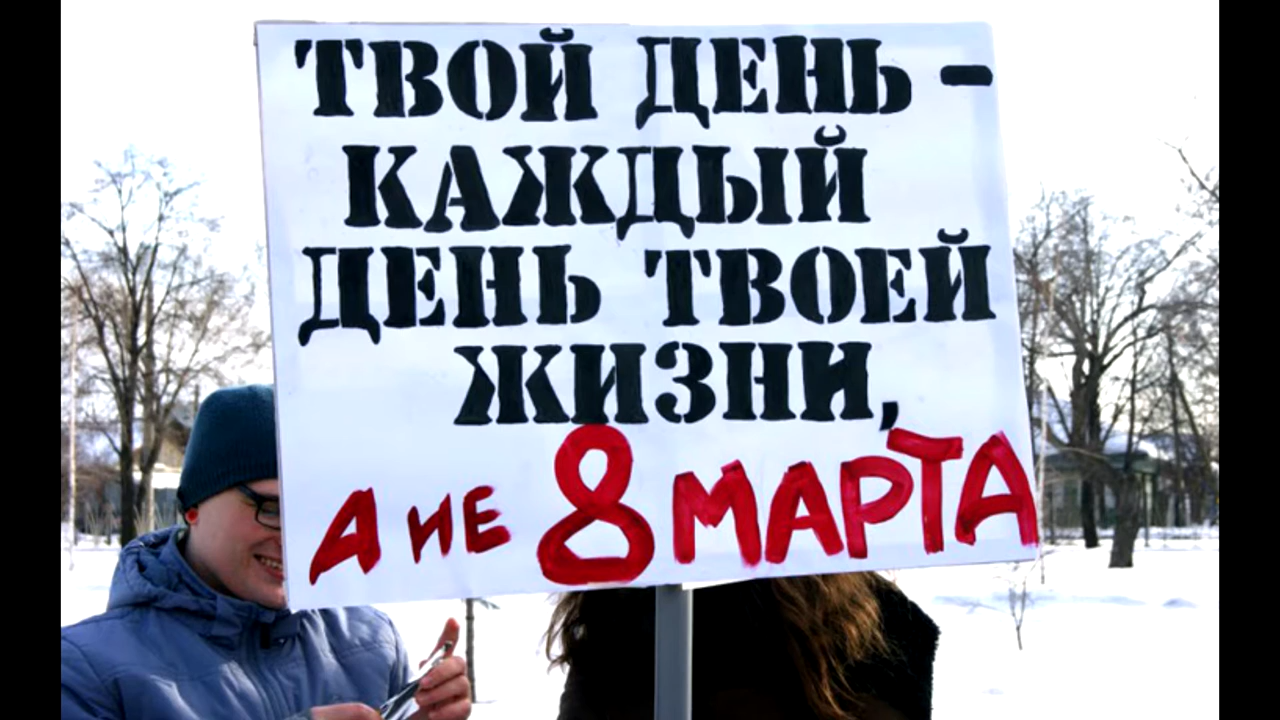 ТВОЙ ДЕНЬ –
КАЖДЫЙ
ДЕНЬ ТВОЕЙ
ЖИЗНИ,
А НЕ 8 МАРТА